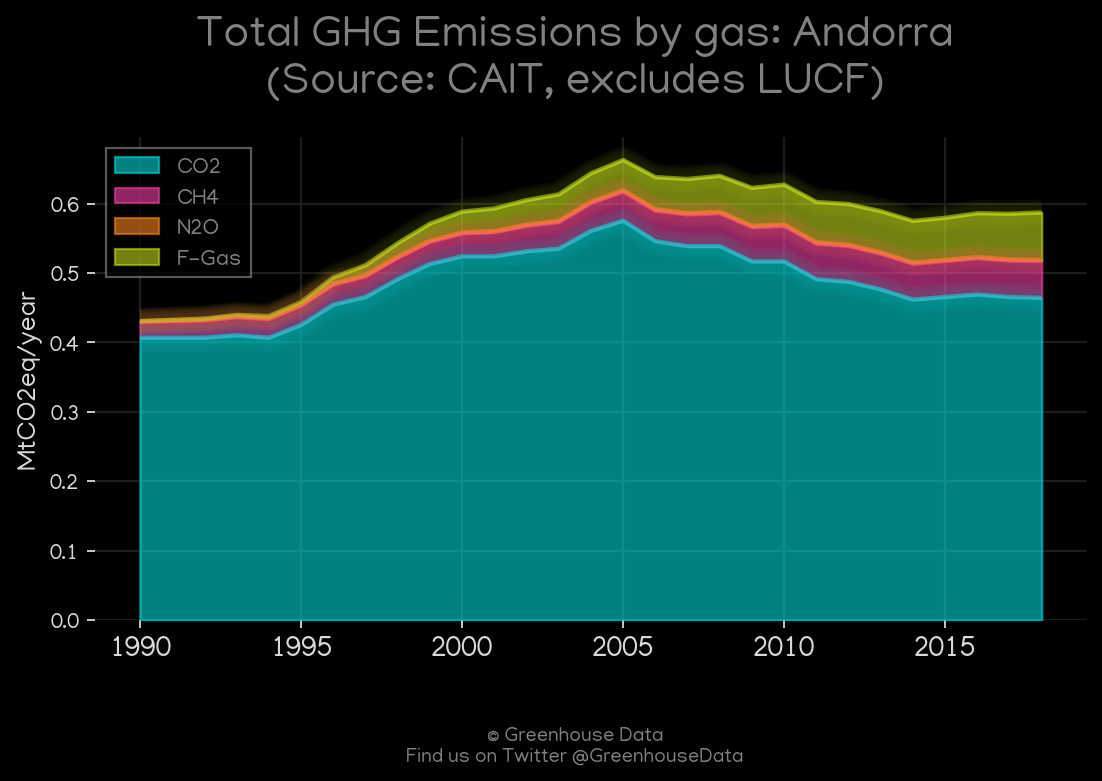 Total GHG Emissions by gas: Andorra
(Source: CAIT, excludes LUCF)
CO2
CH4
N2O
F-Gas
MtCO2eq/year
0.6
0.5
0.4
0.3
0.2
0.1
0.0
1990 1995 2000 2005 2010 2015
© Greenhouse Data
Find us on Twitter @GreenhouseData